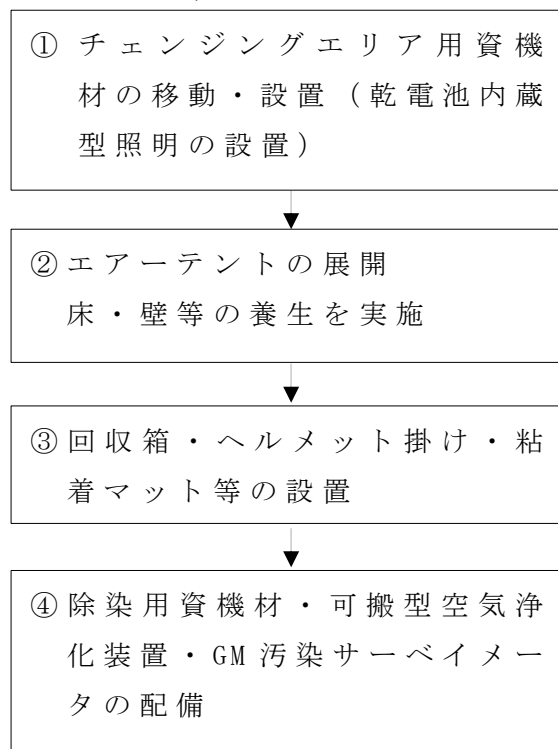 ① チェンジングエリア用資機
材の移動・設置（乾電池内蔵
型照明の設置）
② エアーテントの展開
床・壁等の養生を実施
③ 回収箱・ヘルメット掛け・粘
着マット等の設置
④ 除染用資機材・可搬型空気浄
化装置・GM 汚染サーベイメー
タの配備